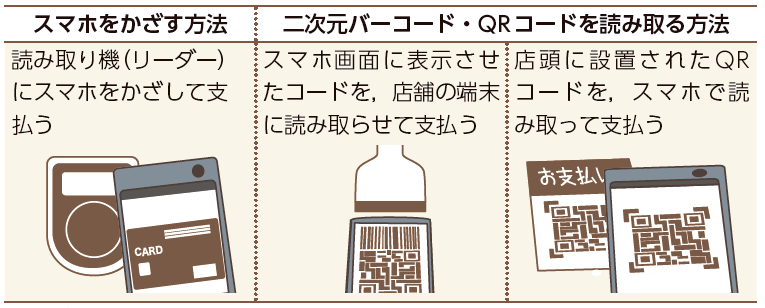 スマホをかざす方法
二次元バーコード・QRコードを読み取る方法
読み取り機(リーダー)
にスマホをかざして支
払う
スマホ画面に表示させ
たコードを，店舗の端末
に読み取らせて支払う
店頭に設置されたQR
コードを，スマホで読
み取って支払う
CARD
お支払い